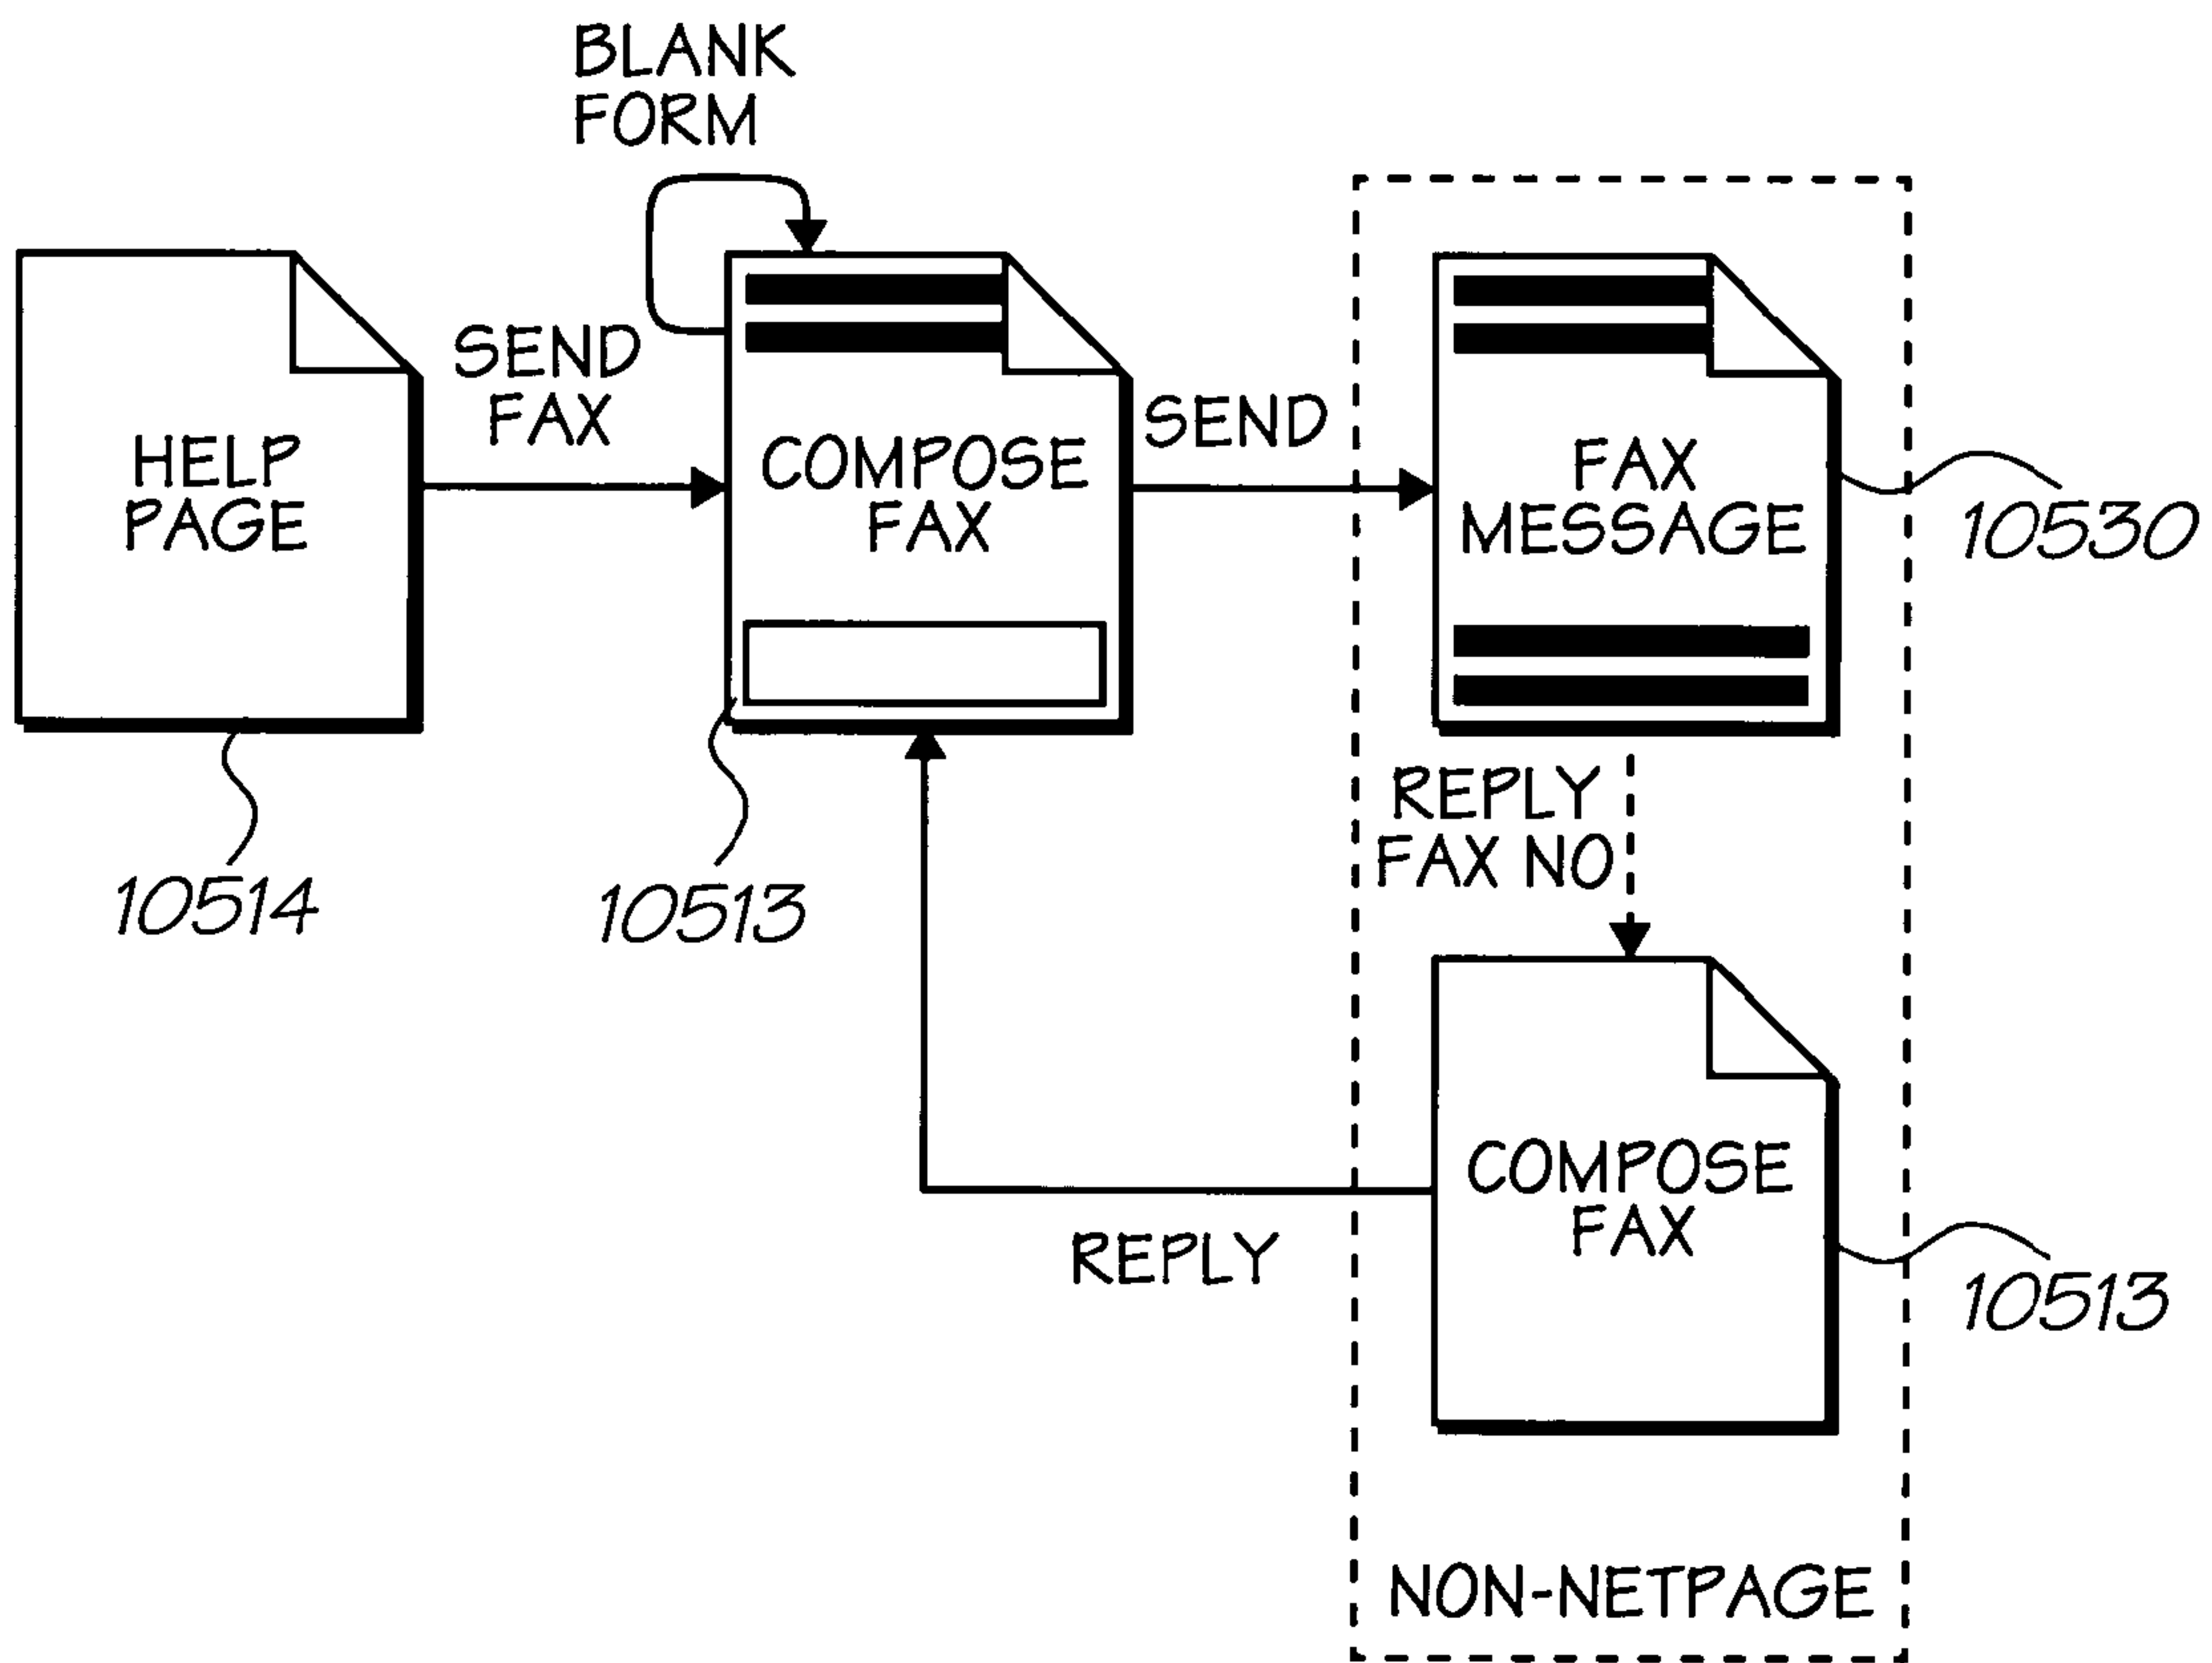 BLANK
FORM
HELP
PAGE
SEND
FAX
COMPOSE
FAX
SEND
FAX
MESSAGE
10530
10514
10513
REPLY
FAX NO
COMPOSE
FAX
REPLY
10513
NON-NETPAGE